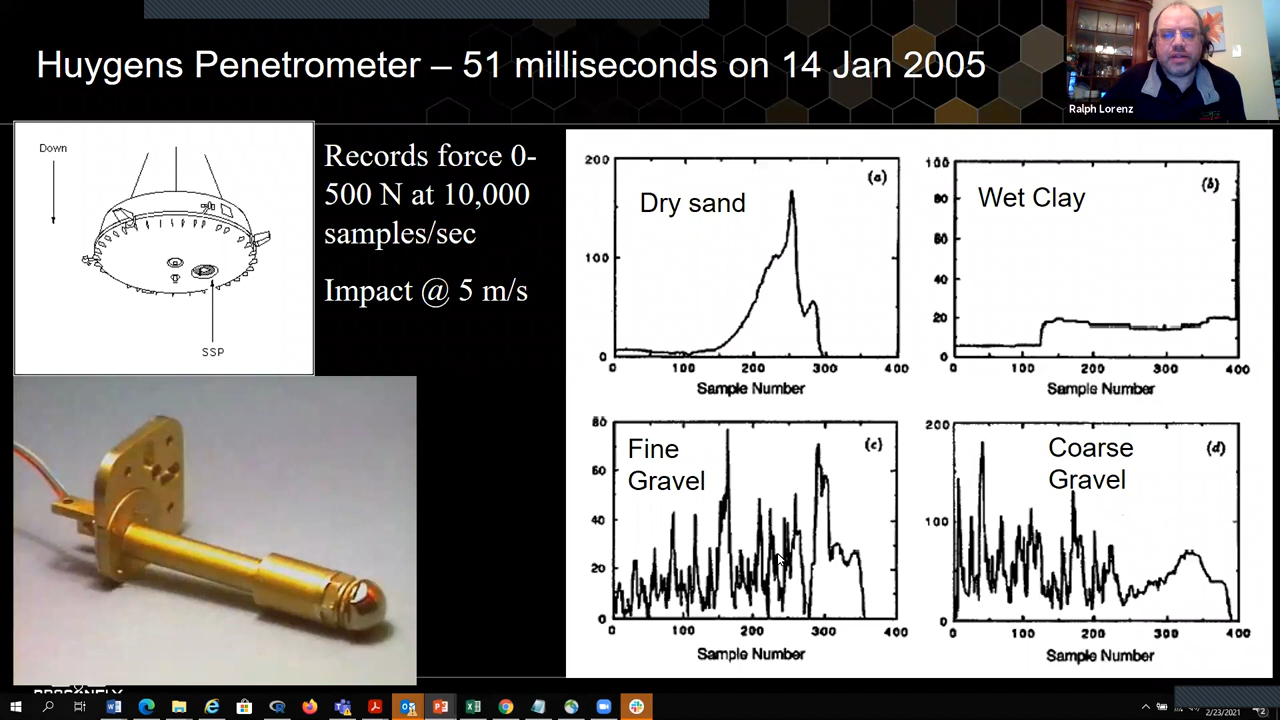 Huygens Penetrometer – 51 milliseconds on 14 Jan 2005
Ralph Lorenz
Down
SSP
Records force 0-
500 N at 10,000
samples/sec
Impact @ 5 m/s
200
100
0
(a)
Dry sand
0 100 200 300 400
Sample Number
100
80
60
40
20
0
(b)
Wet Clay
0 100 200 300 400
Sample Number
80
60
40
20
0
(c)
Fine
Gravel
0 100 200 300 400
Sample Number
200
100
0
(d)
Coarse
Gravel
0 100 200 300 400
Sample Number
2/23/2021